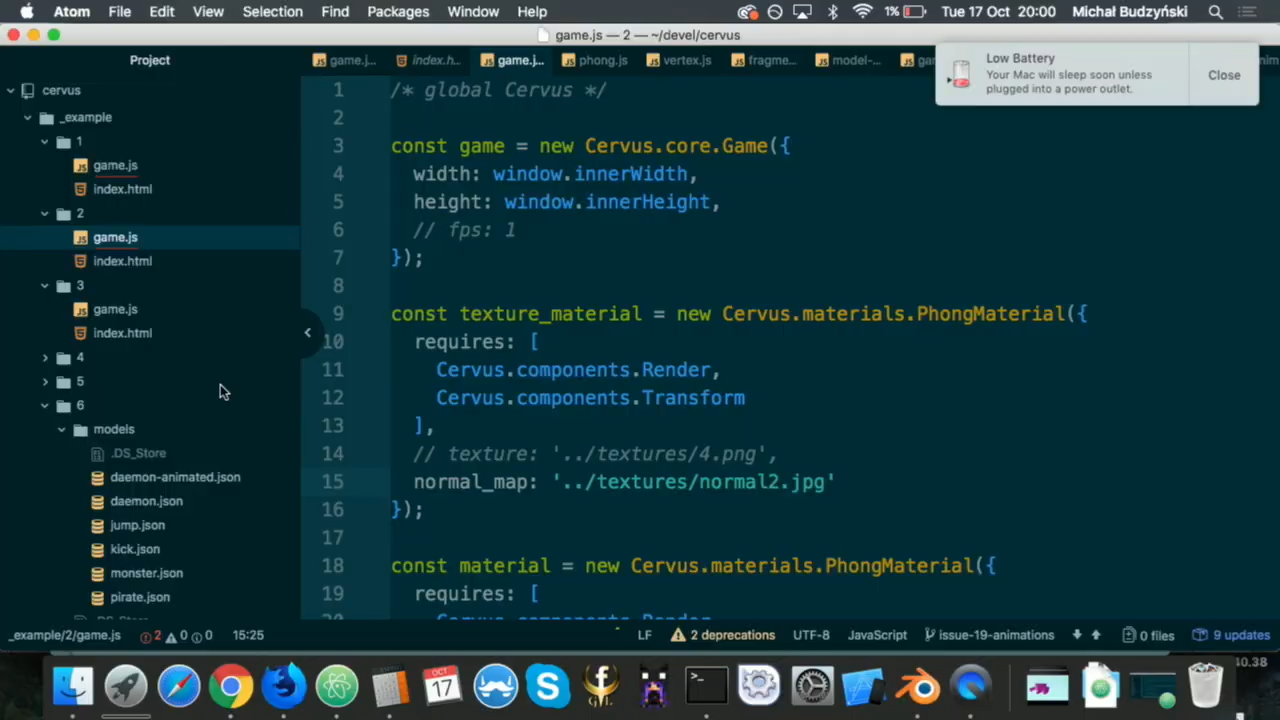 Atom File Edit View Selection Find Packages Window Help 1% Tue 17 Oct 20:00 Michał Budzyński
game.js — 2 — ~/devel/cervus
Project
game.j... index.h... game.j... phong.js vertex.js fragme... model-...
Low Battery
Your Mac will sleep soon unless
plugged into a power outlet.
Close
cervus
_example
1
game.js
index.html
2
game.js
index.html
3
game.js
index.html
4
5
6
models
.DS_Store
daemon-animated.json
daemon.json
jump.json
kick.json
monster.json
pirate.json
1 /* global Cervus */
2
3 const game = new Cervus.core.Game({
4 width: window.innerWidth,
5 height: window.innerHeight,
6 // fps: 1
7 });
8
9 const texture_material = new Cervus.materials.PhongMaterial({
10 requires: [
11 Cervus.components.Render,
12 Cervus.components.Transform
13 ],
14 // texture: '../textures/4.png',
15 normal_map: '../textures/normal2.jpg'
16 });
17
18 const material = new Cervus.materials.PhongMaterial({
19 requires: [
_example/2/game.js 2 0 0 15:25 LF 2 deprecations UTF-8 JavaScript issue-19-animations 0 files 9 updates
OCT
17